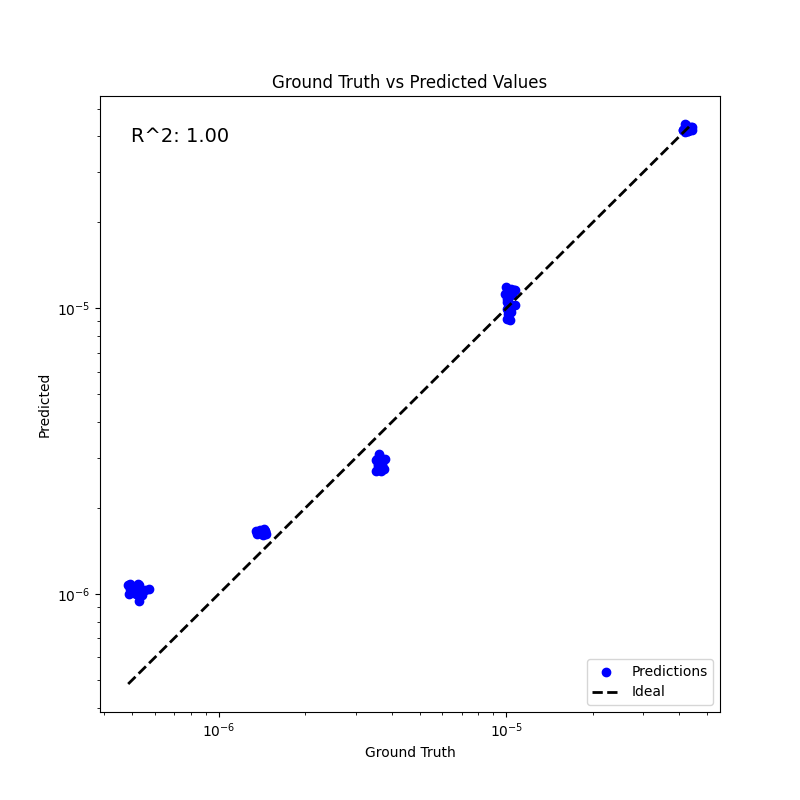 Ground Truth vs Predicted Values
R^2: 1.00
Predicted
10⁻⁵
10⁻⁶
10⁻⁶
10⁻⁵
Ground Truth
Predictions
Ideal